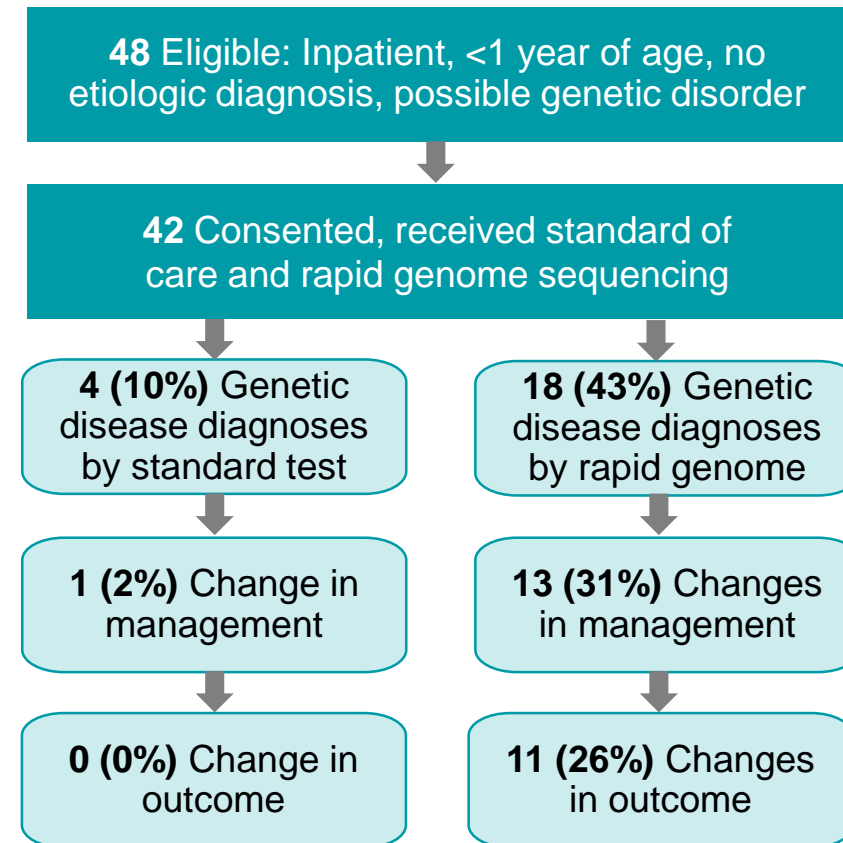 48 Eligible: Inpatient, <1 year of age, no
etiologic diagnosis, possible genetic disorder
42 Consented, received standard of
care and rapid genome sequencing
4 (10%) Genetic
disease diagnoses
by standard test
18 (43%) Genetic
disease diagnoses
by rapid genome
1 (2%) Change in
management
13 (31%) Changes
in management
0 (0%) Change in
outcome
11 (26%) Changes
in outcome